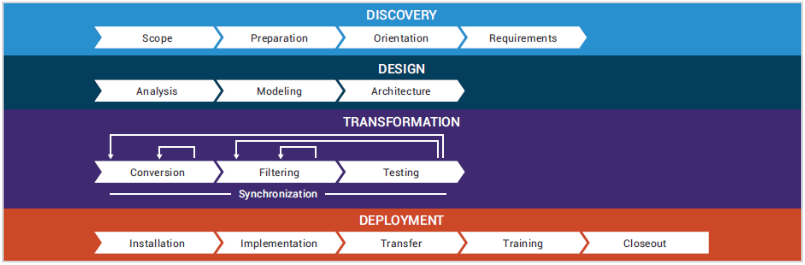 DISCOVERY
Scope Preparation Orientation Requirements
DESIGN
Analysis Modeling Architecture
TRANSFORMATION
Conversion Filtering Testing
Synchronization
DEPLOYMENT
Installation Implementation Transfer Training Closeout